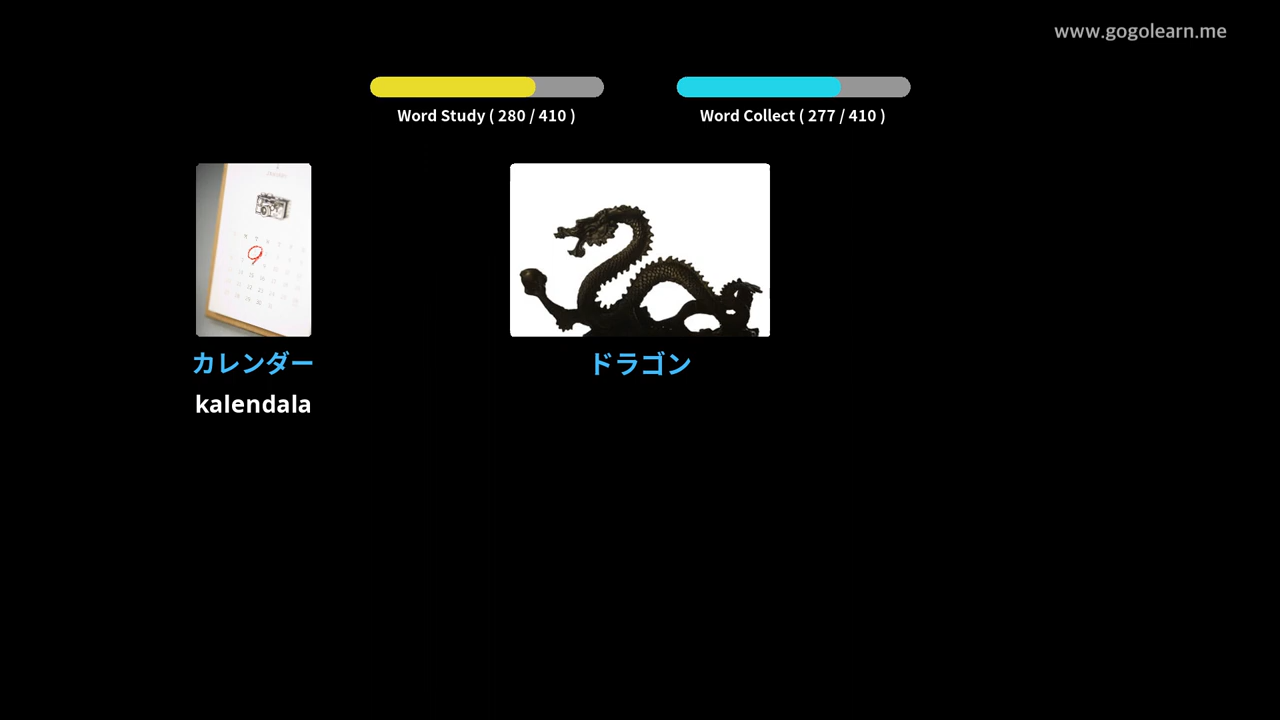 www.gogolearn.me
Word Study ( 280 / 410 )
Word Collect ( 277 / 410 )
カレンダー
kalendala
ドラゴン